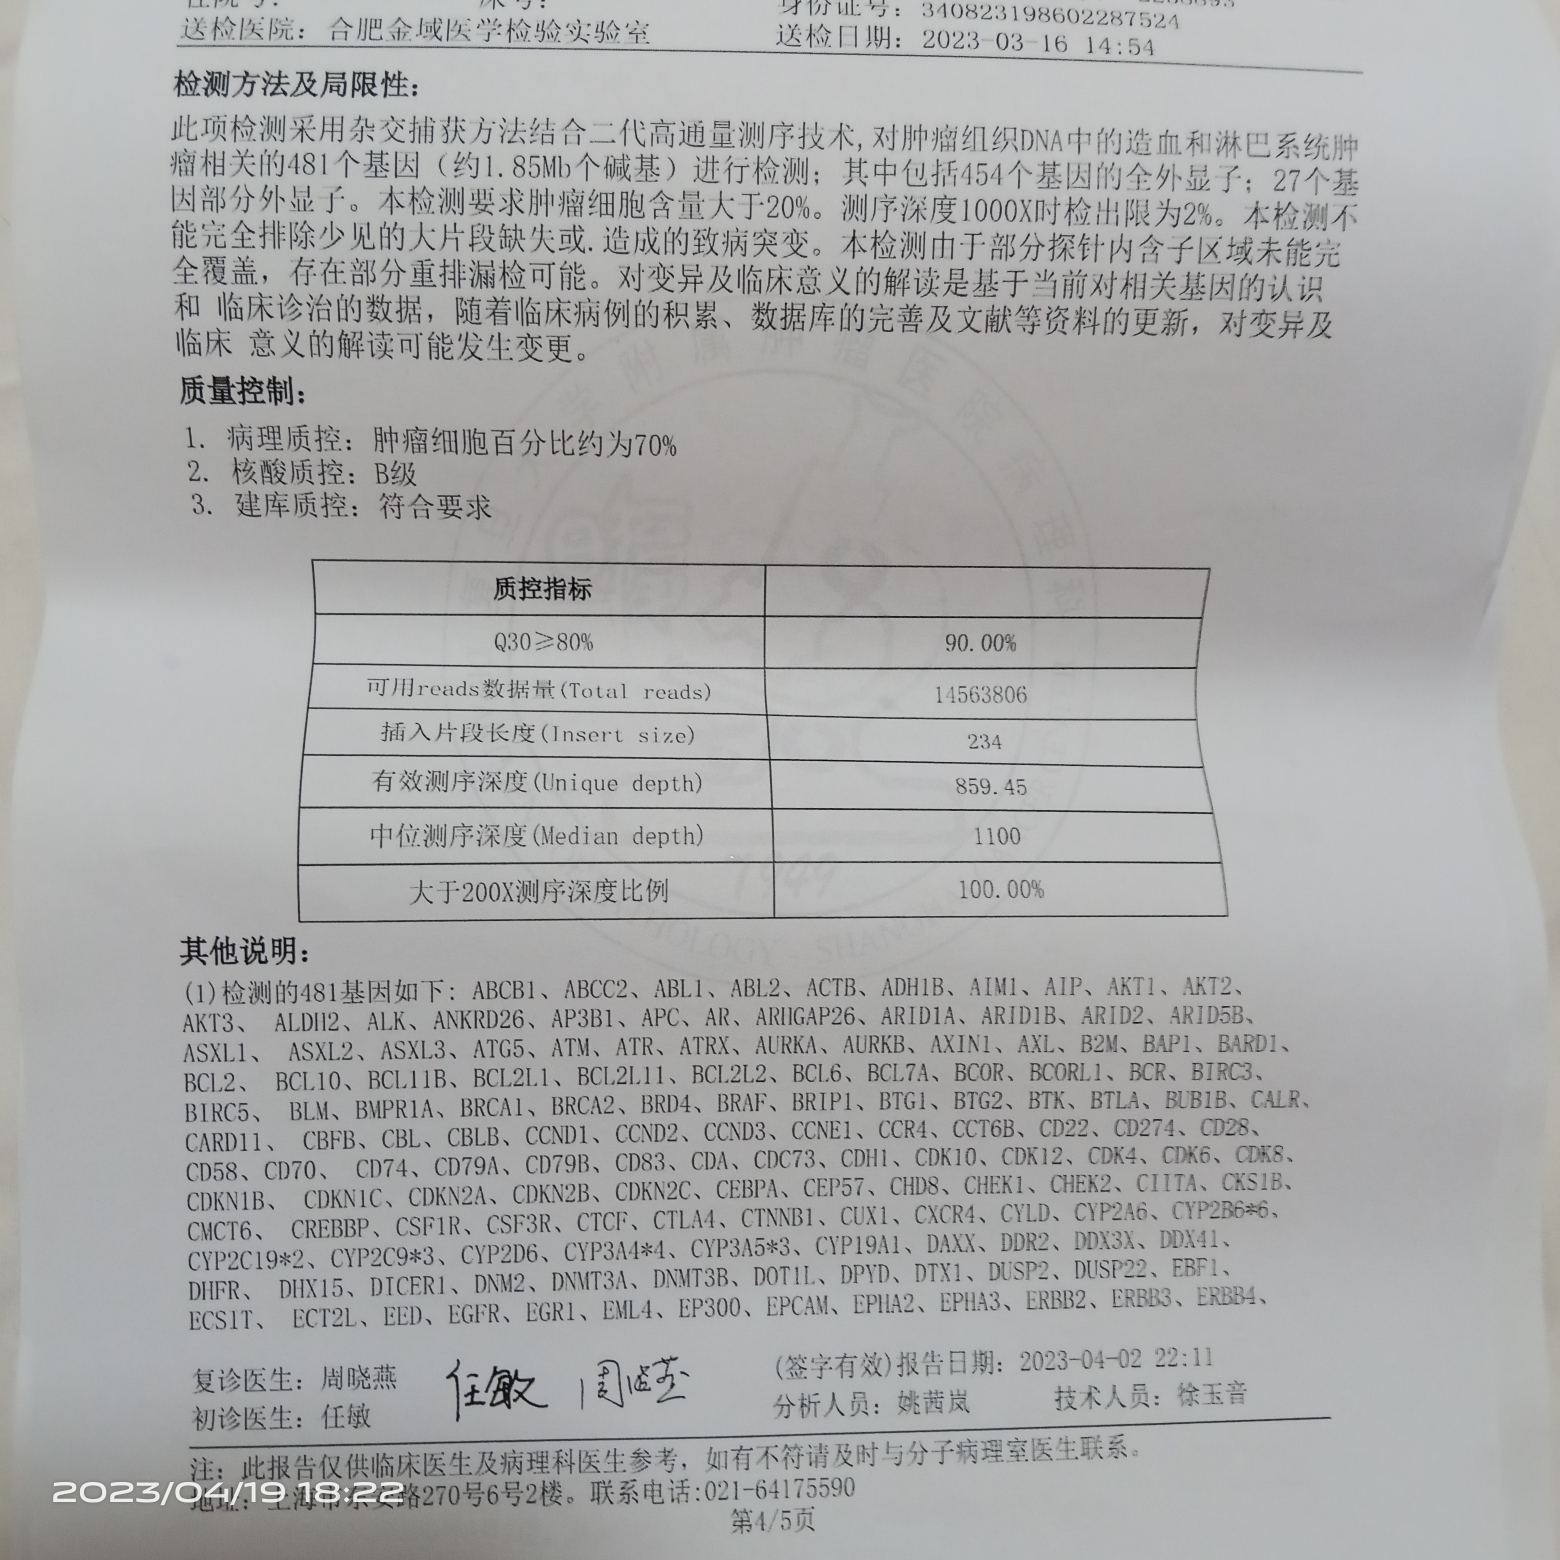 身份证号：340823198602287524
送检医院：合肥金域医学检验实验室 送检日期：2023-03-16 14:54
检测方法及局限性：
此项检测采用杂交捕获方法结合二代高通量测序技术,对肿瘤组织DNA中的造血和淋巴系统肿
瘤相关的481个基因（约1.85Mb个碱基）进行检测；其中包括454个基因的全外显子；27个基
因部分外显子。本检测要求肿瘤细胞含量大于20%。测序深度1000X时检出限为2%。本检测不
能完全排除少见的大片段缺失或.造成的致病突变。本检测由于部分探针内含子区域未能完
全覆盖，存在部分重排漏检可能。对变异及临床意义的解读是基于当前对相关基因的认识
和 临床诊治的数据，随着临床病例的积累、数据库的完善及文献等资料的更新，对变异及
临床 意义的解读可能发生变更。
质量控制：
1. 病理质控：肿瘤细胞百分比约为70%
2. 核酸质控：B级
3. 建库质控：符合要求
质控指标
Q30≥80% 90.00%
可用reads数据量(Total reads) 14563806
插入片段长度(Insert size) 234
有效测序深度(Unique depth) 859.45
中位测序深度(Median depth) 1100
大于200X测序深度比例 100.00%
其他说明：
(1)检测的481基因如下：ABCB1、ABCC2、ABL1、ABL2、ACTB、ADH1B、AIM1、AIP、AKT1、AKT2、
AKT3、 ALDH2、ALK、ANKRD26、AP3B1、APC、AR、ARHGAP26、ARID1A、ARID1B、ARID2、ARID5B、
ASXL1、 ASXL2、ASXL3、ATG5、ATM、ATR、ATRX、AURKA、AURKB、AXIN1、AXL、B2M、BAP1、BARD1、
BCL2、 BCL10、BCL11B、BCL2L1、BCL2L11、BCL2L2、BCL6、BCL7A、BCOR、BCORL1、BCR、BIRC3、
BIRC5、 BLM、BMPR1A、BRCA1、BRCA2、BRD4、BRAF、BRIP1、BTG1、BTG2、BTK、BTLA、BUB1B、CALR、
CARD11、 CBFB、CBL、CBLB、CCND1、CCND2、CCND3、CCNE1、CCR4、CCT6B、CD22、CD274、CD28、
CD58、CD70、 CD74、CD79A、CD79B、CD83、CDA、CDC73、CDH1、CDK10、CDK12、CDK4、CDK6、CDK8、
CDKN1B、 CDKN1C、CDKN2A、CDKN2B、CDKN2C、CEBPA、CEP57、CHD8、CHEK1、CHEK2、CIITA、CKS1B、
CMCT6、 CREBBP、CSF1R、CSF3R、CTCF、CTLA4、CTNNB1、CUX1、CXCR4、CYLD、CYP2A6、CYP2B6*6、
CYP2C19*2、CYP2C9*3、CYP2D6、CYP3A4*4、CYP3A5*3、CYP19A1、DAXX、DDR2、DDX3X、DDX41、
DHFR、 DHX15、DICER1、DNM2、DNMT3A、DNMT3B、DOT1L、DPYD、DTX1、DUSP2、DUSP22、EBF1、
ECS1T、 ECT2L、EED、EGFR、EGR1、EML4、EP300、EPCAM、EPHA2、EPHA3、ERBB2、ERBB3、ERBB4、
复诊医生：周晓燕 任敏 周晓燕 (签字有效)报告日期：2023-04-02 22:11
初诊医生：任敏 分析人员：姚茜岚 技术人员：徐玉音
注：此报告仅供临床医生及病理科医生参考，如有不符请及时与分子病理室医生联系。
地址：上海市东安路270号6号2楼。联系电话:021-64175590
第4/5页
2023/04/19 18:22